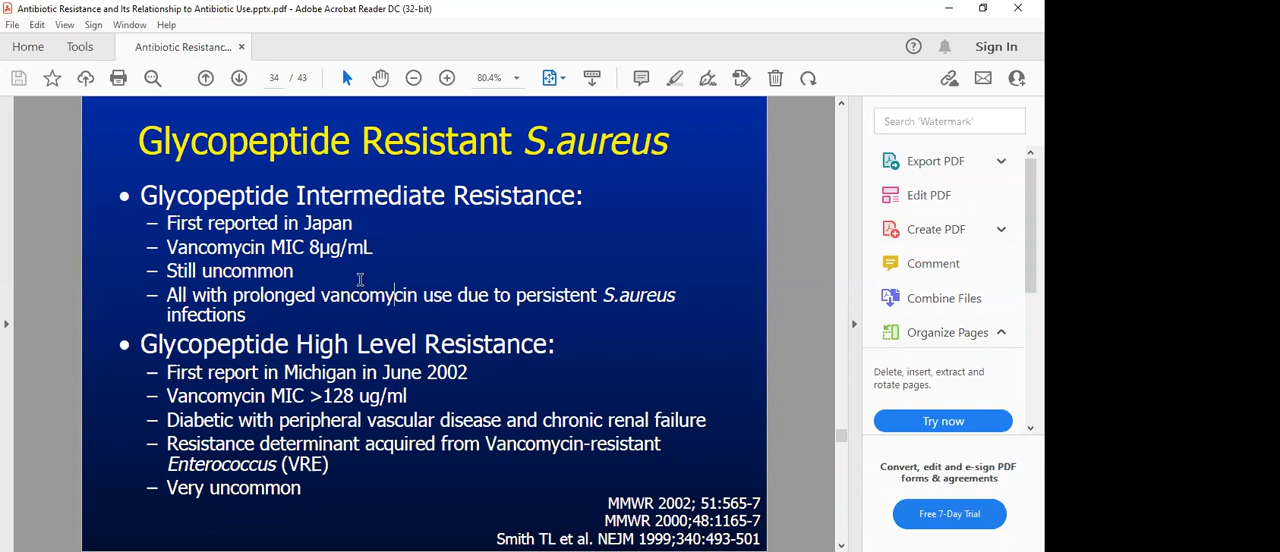 Antibiotic Resistance and Its Relationship to Antibiotic Use.pptx.pdf - Adobe Acrobat Reader DC (32-bit)
File Edit View Sign Window Help
Home Tools Antibiotic Resistanc... × Sign In
34 / 43 80.4%
Glycopeptide Resistant S.aureus
• Glycopeptide Intermediate Resistance:
– First reported in Japan
– Vancomycin MIC 8μg/mL
– Still uncommon
– All with prolonged vancomycin use due to persistent S.aureus
infections
• Glycopeptide High Level Resistance:
– First report in Michigan in June 2002
– Vancomycin MIC >128 ug/ml
– Diabetic with peripheral vascular disease and chronic renal failure
– Resistance determinant acquired from Vancomycin-resistant
Enterococcus (VRE)
– Very uncommon
MMWR 2002; 51:565-7
MMWR 2000;48:1165-7
Smith TL et al. NEJM 1999;340:493-501
Search 'Watermark'
Export PDF
Edit PDF
Create PDF
Comment
Combine Files
Organize Pages
Delete, insert, extract and
rotate pages.
Try now
Convert, edit and e-sign PDF
forms & agreements
Free 7-Day Trial